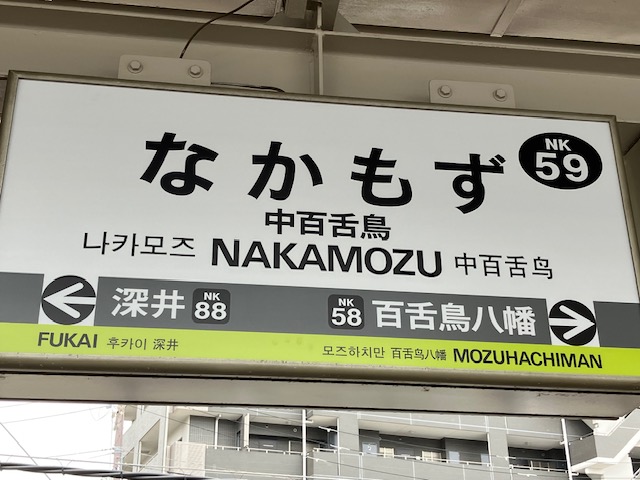 なかもず
NK
59
中百舌鳥
나카모즈 NAKAMOZU 中百舌鸟
← 深井 NK 88
NK 58 百舌鳥八幡 →
FUKAI 후카이 深井
모즈하치만 百舌鸟八幡 MOZUHACHIMAN